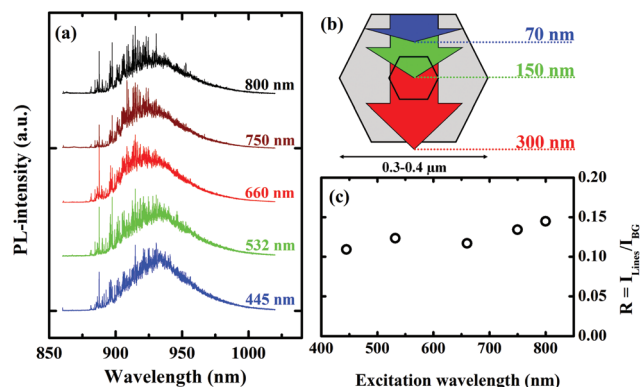 (a)
800 nm
750 nm
660 nm
532 nm
445 nm
PL-intensity (a.u.)
850 900 950 1000
Wavelength (nm)
(b)
70 nm
150 nm
300 nm
0.3-0.4 µm
(c)
0.20
0.15
0.10
0.05
0.00
R = I_Lines/I_BG
400 500 600 700 800
Excitation wavelength (nm)